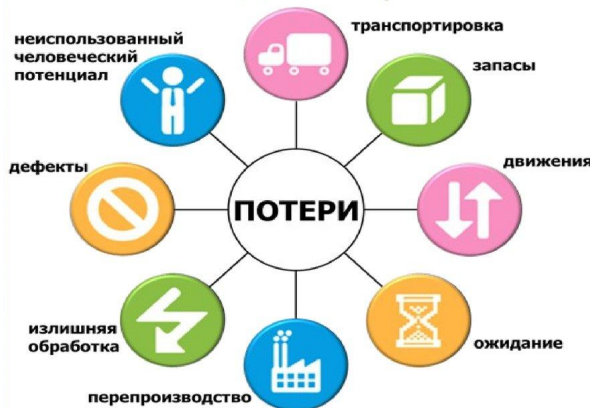 транспортировка
неиспользованный
человеческий
потенциал
запасы
дефекты
движения
ПОТЕРИ
излишняя
обработка
ожидание
перепроизводство